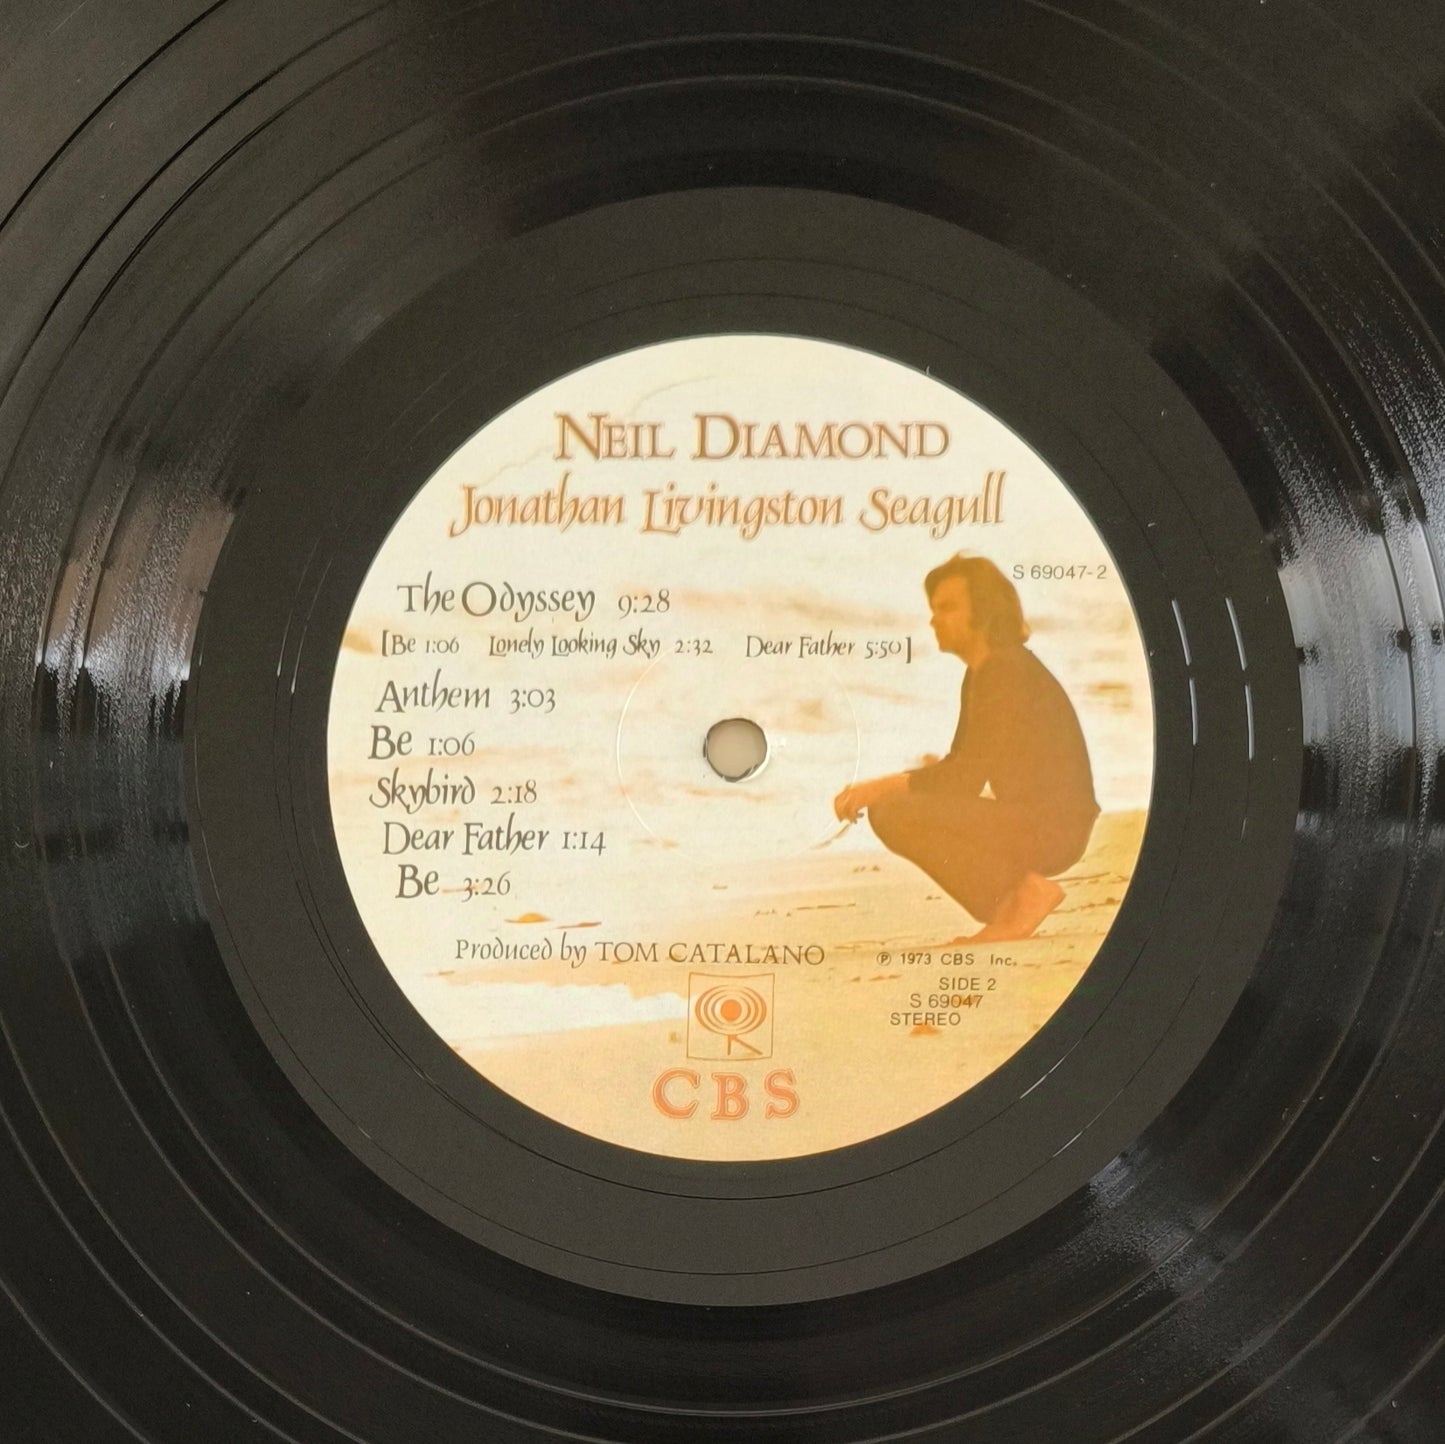 NEIL DIAMOND
Jonathan Livingston Seagull
S 69047-2
The Odyssey 9:28
[Be 1:06 Lonely Looking Sky 2:32 Dear Father 5:50]
Anthem 3:03
Be 1:06
Skybird 2:18
Dear Father 1:14
Be 3:26
Produced by TOM CATALANO
℗ 1973 CBS Inc.
SIDE 2
S 69047
STEREO
CBS